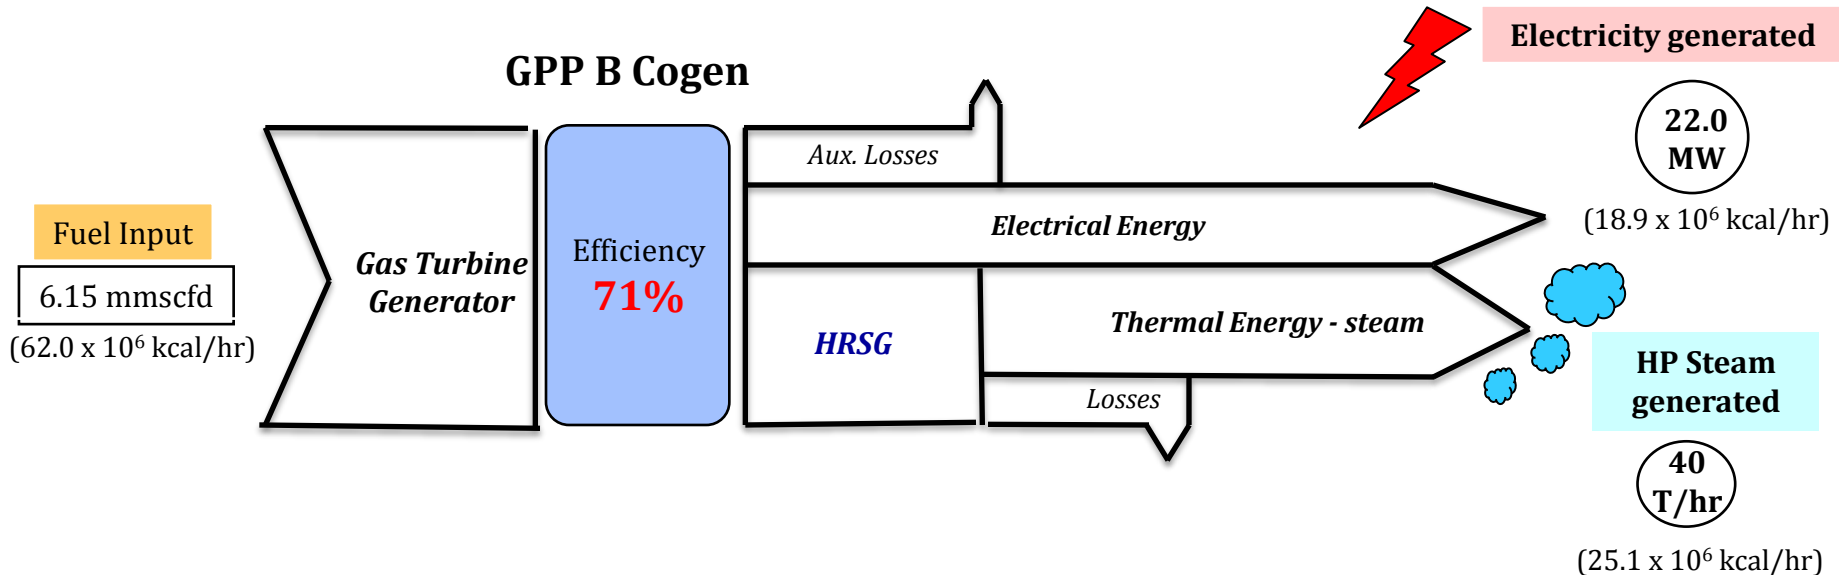 GPP B Cogen
Fuel Input
6.15 mmscfd
(62.0 x 10⁶ kcal/hr)
Gas Turbine
Generator
Efficiency
71%
Aux. Losses
Electrical Energy
HRSG
Thermal Energy - steam
Losses
Electricity generated
22.0
MW
(18.9 x 10⁶ kcal/hr)
HP Steam
generated
40
T/hr
(25.1 x 10⁶ kcal/hr)